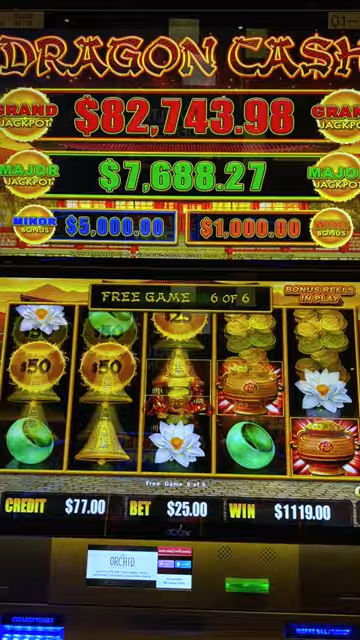 DRAGON CASH
GRAND JACKPOT $82,743.98 GRAND JACKPOT
MAJOR JACKPOT $7,688.27 MAJOR JACKPOT
MINOR BONUS $5,000.00 $1,000.00 MINI BONUS
FREE GAME 6 OF 6
BONUS REELS IN PLAY
$50 $50
Free Game 6 of 6
CREDIT $77.00 BET $25.00 WIN $1119.00
ORCHID